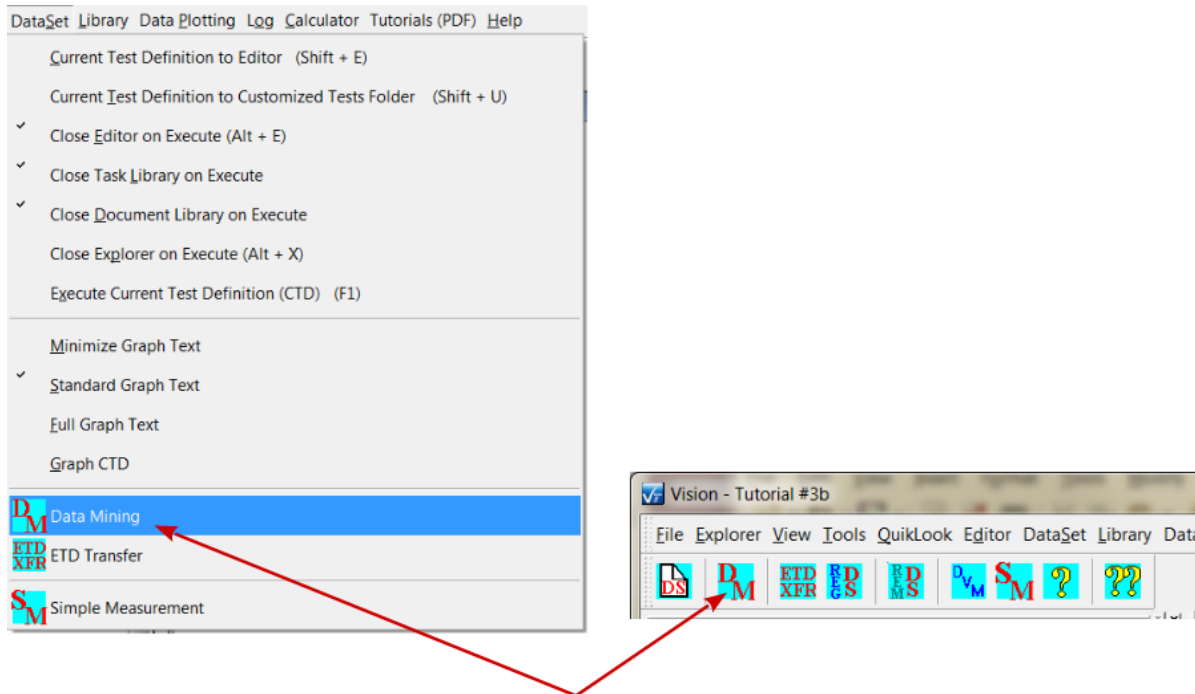 DataSet Library Data Plotting Log Calculator Tutorials (PDF) Help
Current Test Definition to Editor (Shift + E)
Current Test Definition to Customized Tests Folder (Shift + U)
Close Editor on Execute (Alt + E)
Close Task Library on Execute
Close Document Library on Execute
Close Explorer on Execute (Alt + X)
Execute Current Test Definition (CTD) (F1)
Minimize Graph Text
Standard Graph Text
Full Graph Text
Graph CTD
DM Data Mining
ETD XFR ETD Transfer
SM Simple Measurement
Vision - Tutorial #3b
File Explorer View Tools QuikLook Editor DataSet Library Data
DS DM ETD XFR REG DS REM DS DVM SM ? ??